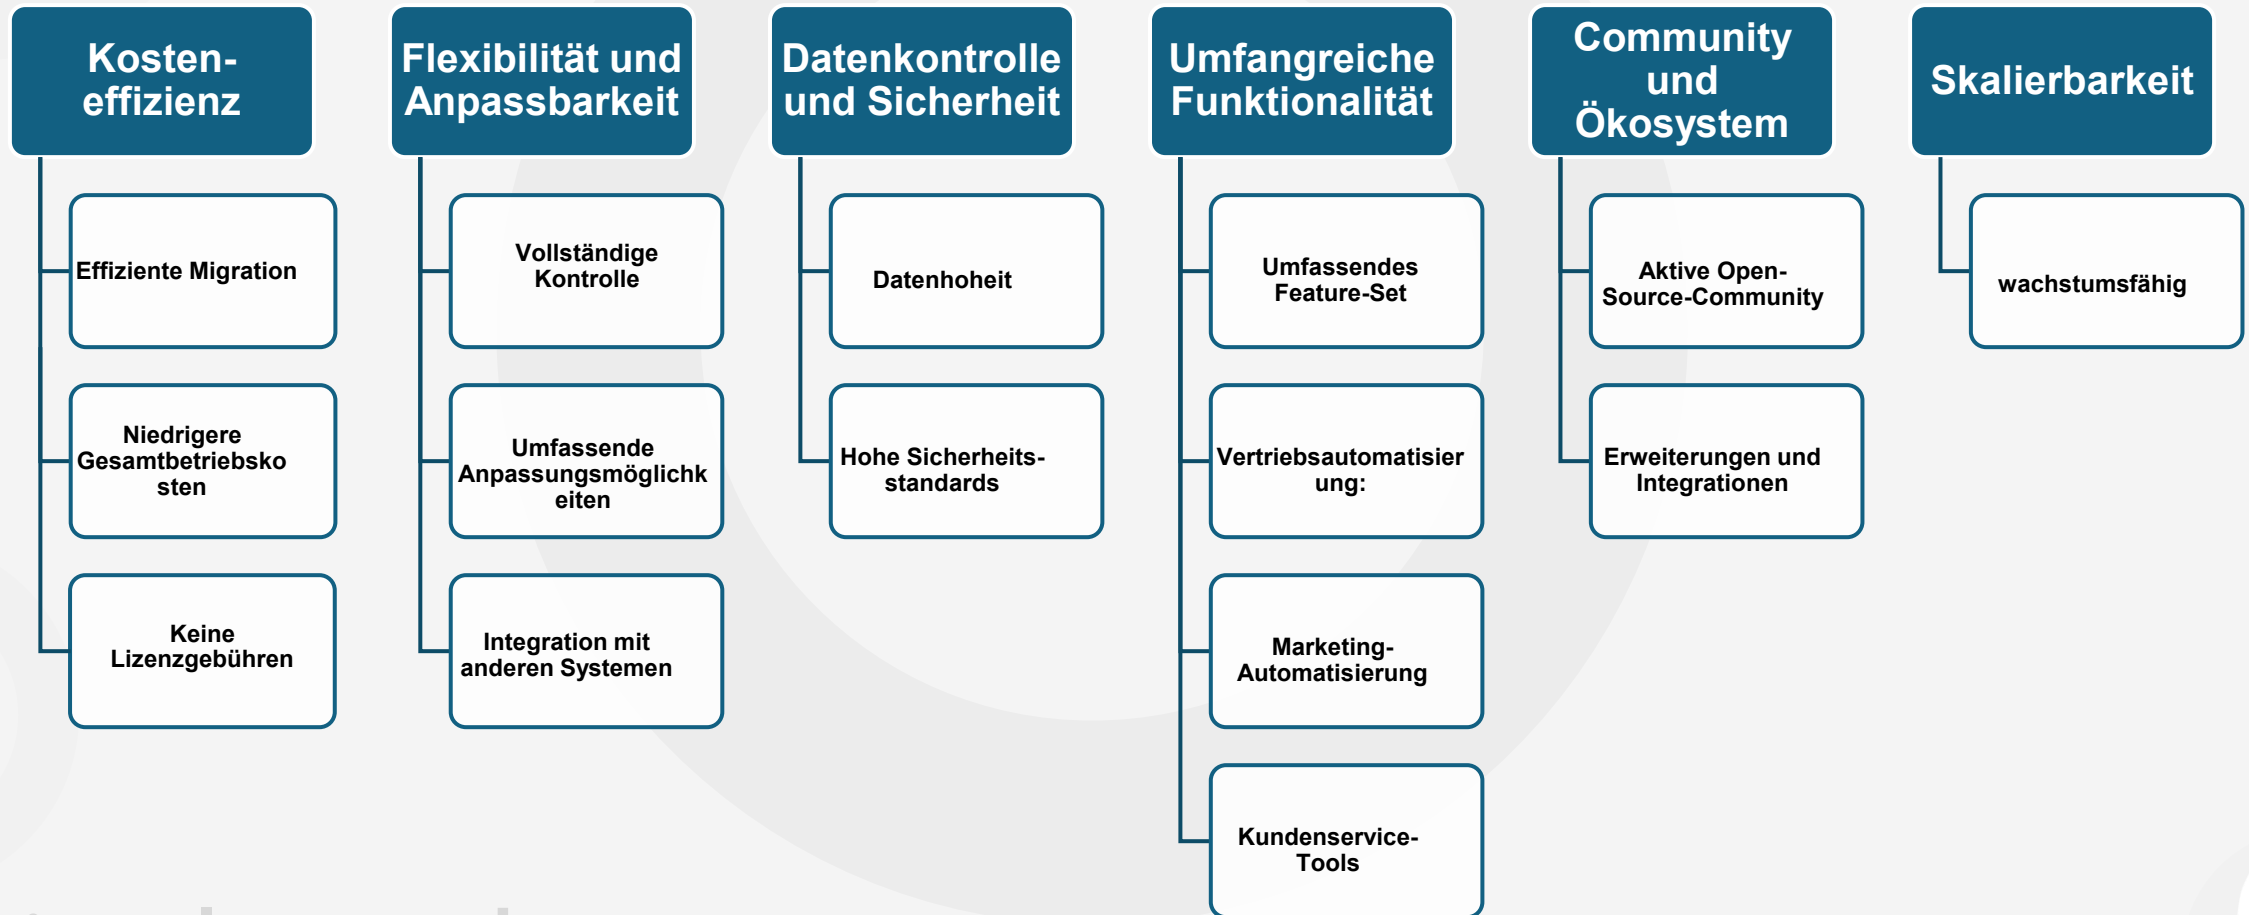 Kosten-
effizienz
Effiziente Migration
Niedrigere
Gesamtbetriebsko
sten
Keine
Lizenzgebühren
Flexibilität und
Anpassbarkeit
Vollständige
Kontrolle
Umfassende
Anpassungsmöglichk
eiten
Integration mit
anderen Systemen
Datenkontrolle
und Sicherheit
Datenhoheit
Hohe Sicherheits-
standards
Umfangreiche
Funktionalität
Umfassendes
Feature-Set
Vertriebsautomatisier
ung:
Marketing-
Automatisierung
Kundenservice-
Tools
Community
und
Ökosystem
Aktive Open-
Source-Community
Erweiterungen und
Integrationen
Skalierbarkeit
wachstumsfähig